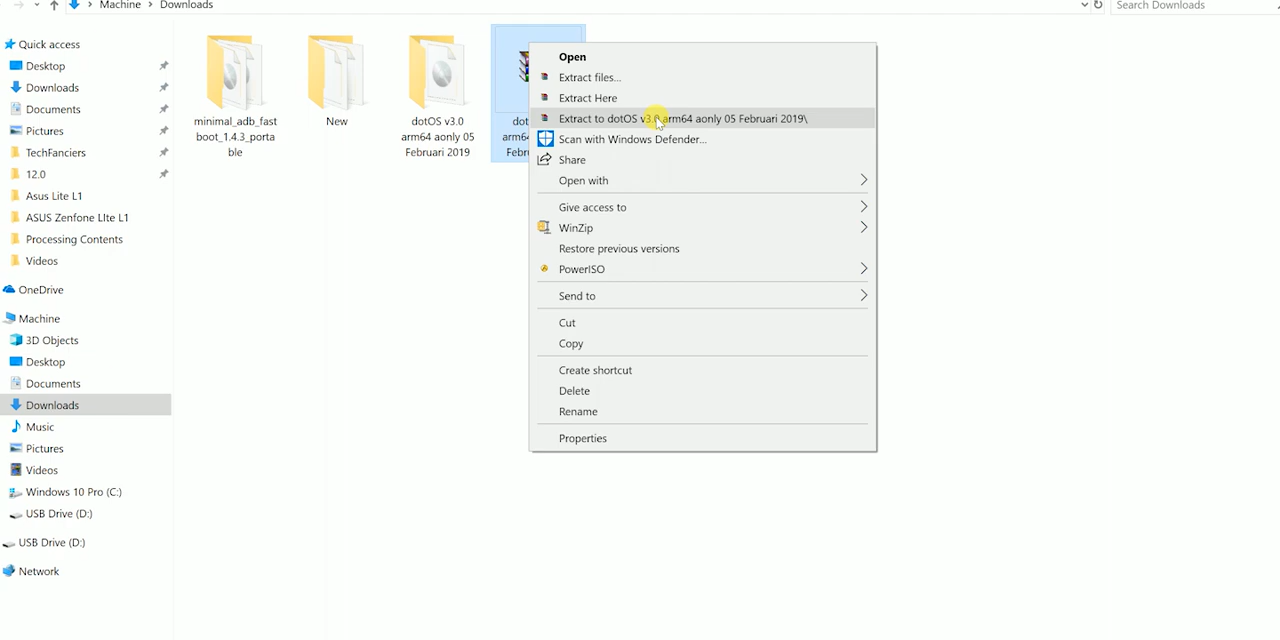 Machine > Downloads
Search Downloads
Quick access
Desktop
Downloads
Documents
Pictures
TechFanciers
12.0
Asus Lite L1
ASUS Zenfone LIte L1
Processing Contents
Videos
OneDrive
Machine
3D Objects
Desktop
Documents
Downloads
Music
Pictures
Videos
Windows 10 Pro (C:)
USB Drive (D:)
USB Drive (D:)
Network
minimal_adb_fast
boot_1.4.3_porta
ble
New
dotOS v3.0
arm64 aonly 05
Februari 2019
Open
Extract files...
Extract Here
Extract to dotOS v3.0 arm64 aonly 05 Februari 2019\
Scan with Windows Defender...
Share
Open with
Give access to
WinZip
Restore previous versions
PowerISO
Send to
Cut
Copy
Create shortcut
Delete
Rename
Properties